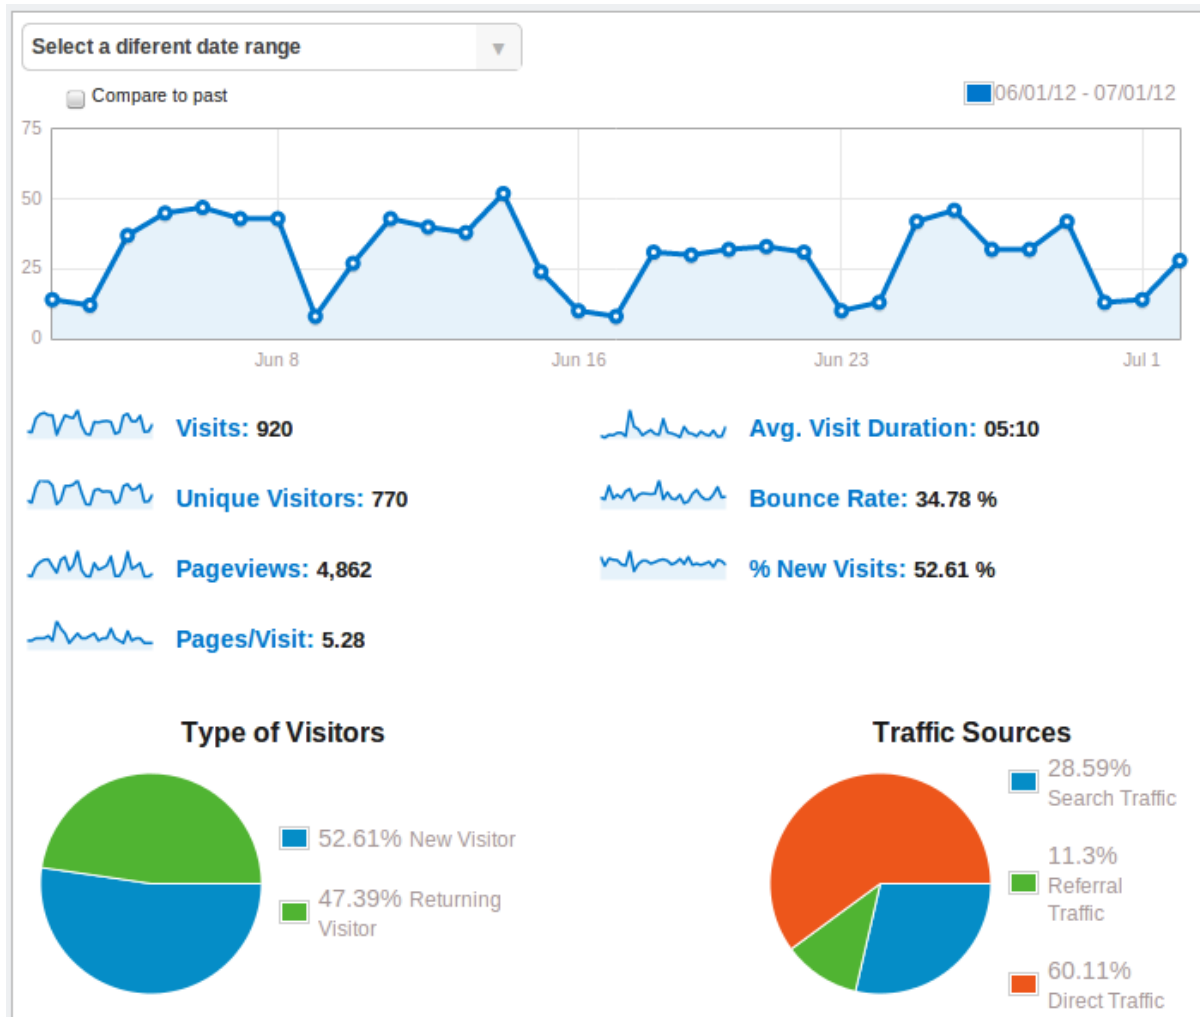 Select a diferent date range
Compare to past
06/01/12 - 07/01/12
75
50
25
0
Jun 8
Jun 16
Jun 23
Jul 1
Visits: 920
Avg. Visit Duration: 05:10
Unique Visitors: 770
Bounce Rate: 34.78 %
Pageviews: 4,862
% New Visits: 52.61 %
Pages/Visit: 5.28
Type of Visitors
52.61% New Visitor
47.39% Returning
Visitor
Traffic Sources
28.59%
Search Traffic
11.3%
Referral
Traffic
60.11%
Direct Traffic